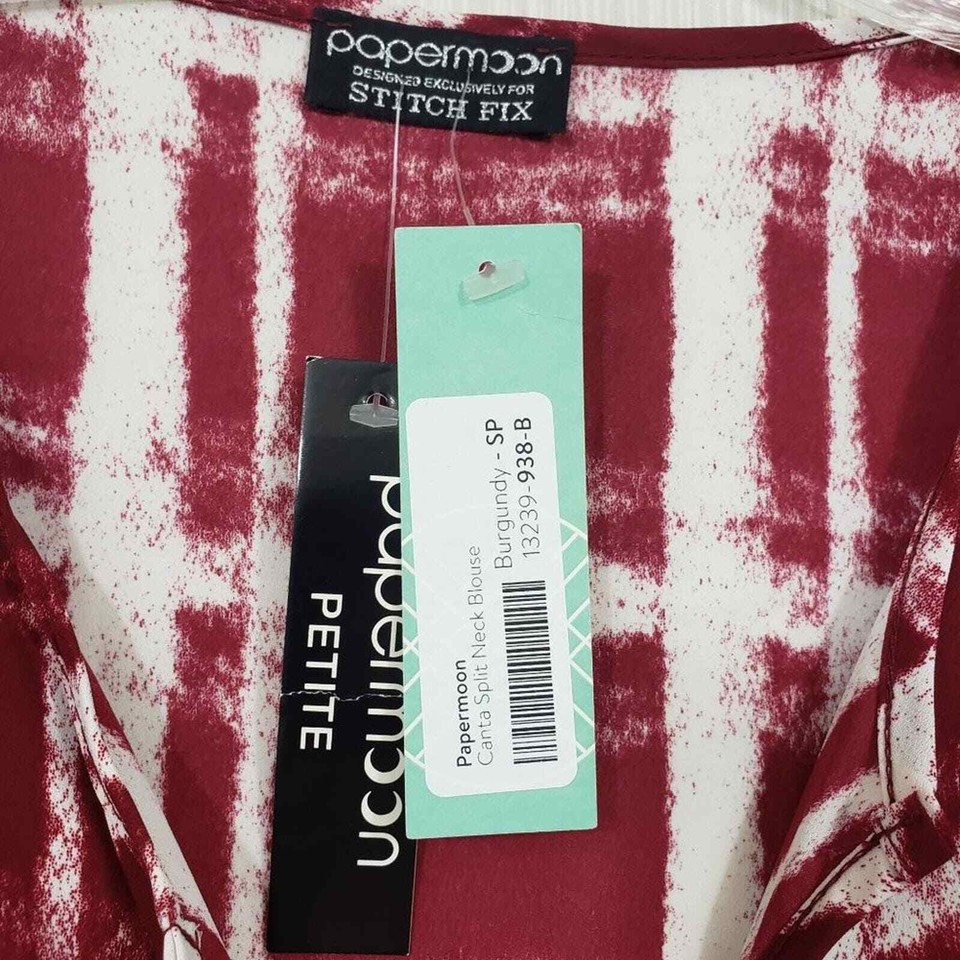 papermoon
DESIGNED EXCLUSIVELY FOR
STITCH FIX
papermoon
PETITE
Papermoon
Canta Split Neck Blouse
Burgundy - SP
13239-938-B